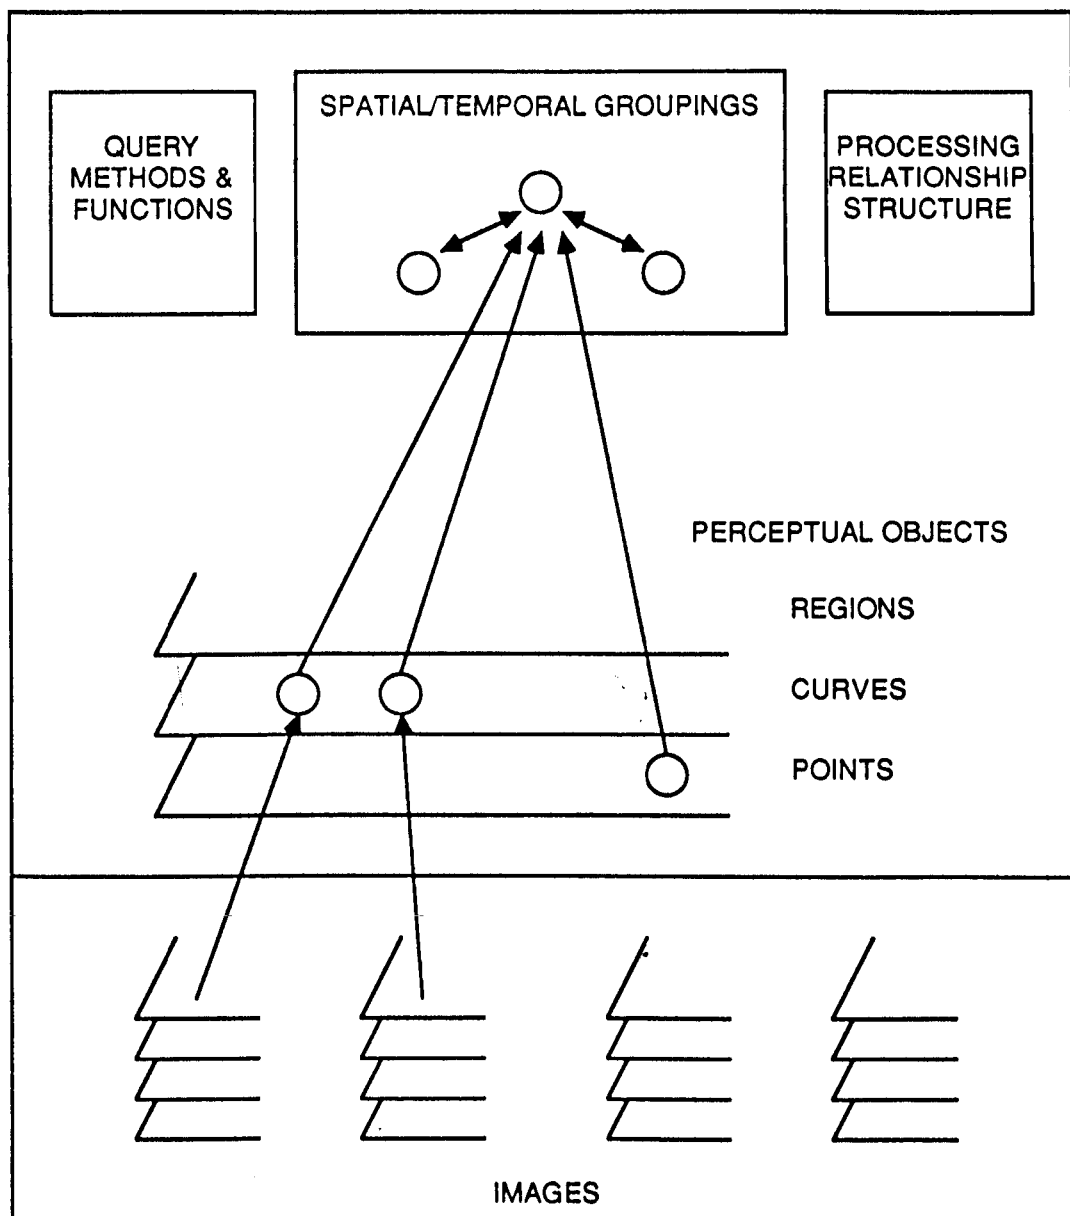 QUERY
METHODS &
FUNCTIONS
SPATIAL/TEMPORAL GROUPINGS
PROCESSING
RELATIONSHIP
STRUCTURE
PERCEPTUAL OBJECTS
REGIONS
CURVES
POINTS
IMAGES